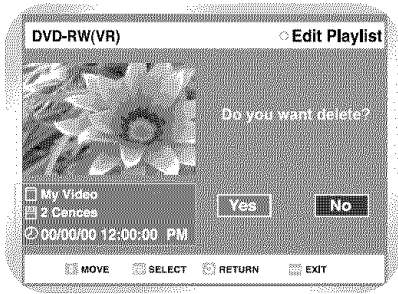 DVD-RW(VR)
Edit Playlist
Do you want delete?
My Video
2 Cences
00/00/00 12:00:00 PM
Yes
No
MOVE SELECT RETURN EXIT